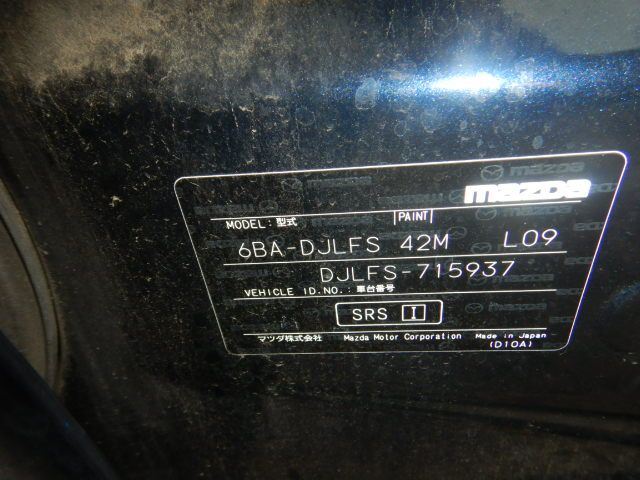 mazda
MODEL: 型式 PAINT
6BA-DJLFS 42M L09
DJLFS-715937
VEHICLE ID.NO.: 車台番号
SRS I
マツダ株式会社 Mazda Motor Corporation Made in Japan
(D10A)